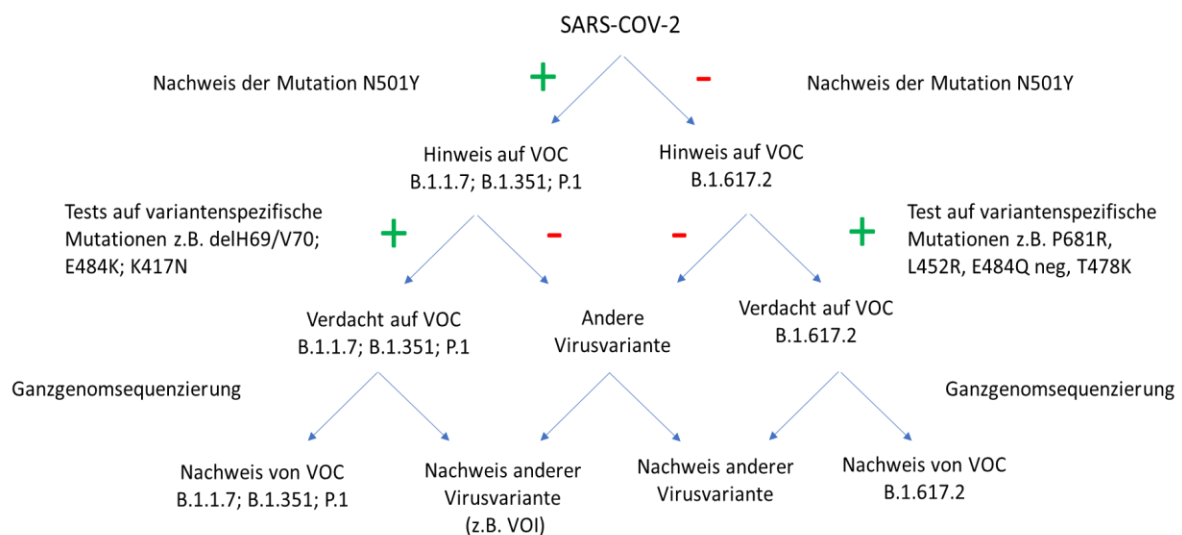 SARS-COV-2
Nachweis der Mutation N501Y
+
-
Nachweis der Mutation N501Y
Hinweis auf VOC
B.1.1.7; B.1.351; P.1
Hinweis auf VOC
B.1.617.2
Tests auf variantenspezifische
Mutationen z.B. delH69/V70;
E484K; K417N
+
-
-
+
Test auf variantenspezifische
Mutationen z.B. P681R,
L452R, E484Q neg, T478K
Verdacht auf VOC
B.1.1.7; B.1.351; P.1
Andere
Virusvariante
Verdacht auf VOC
B.1.617.2
Ganzgenomsequenzierung
Ganzgenomsequenzierung
Nachweis von VOC
B.1.1.7; B.1.351; P.1
Nachweis anderer
Virusvariante
(z.B. VOI)
Nachweis anderer
Virusvariante
Nachweis von VOC
B.1.617.2